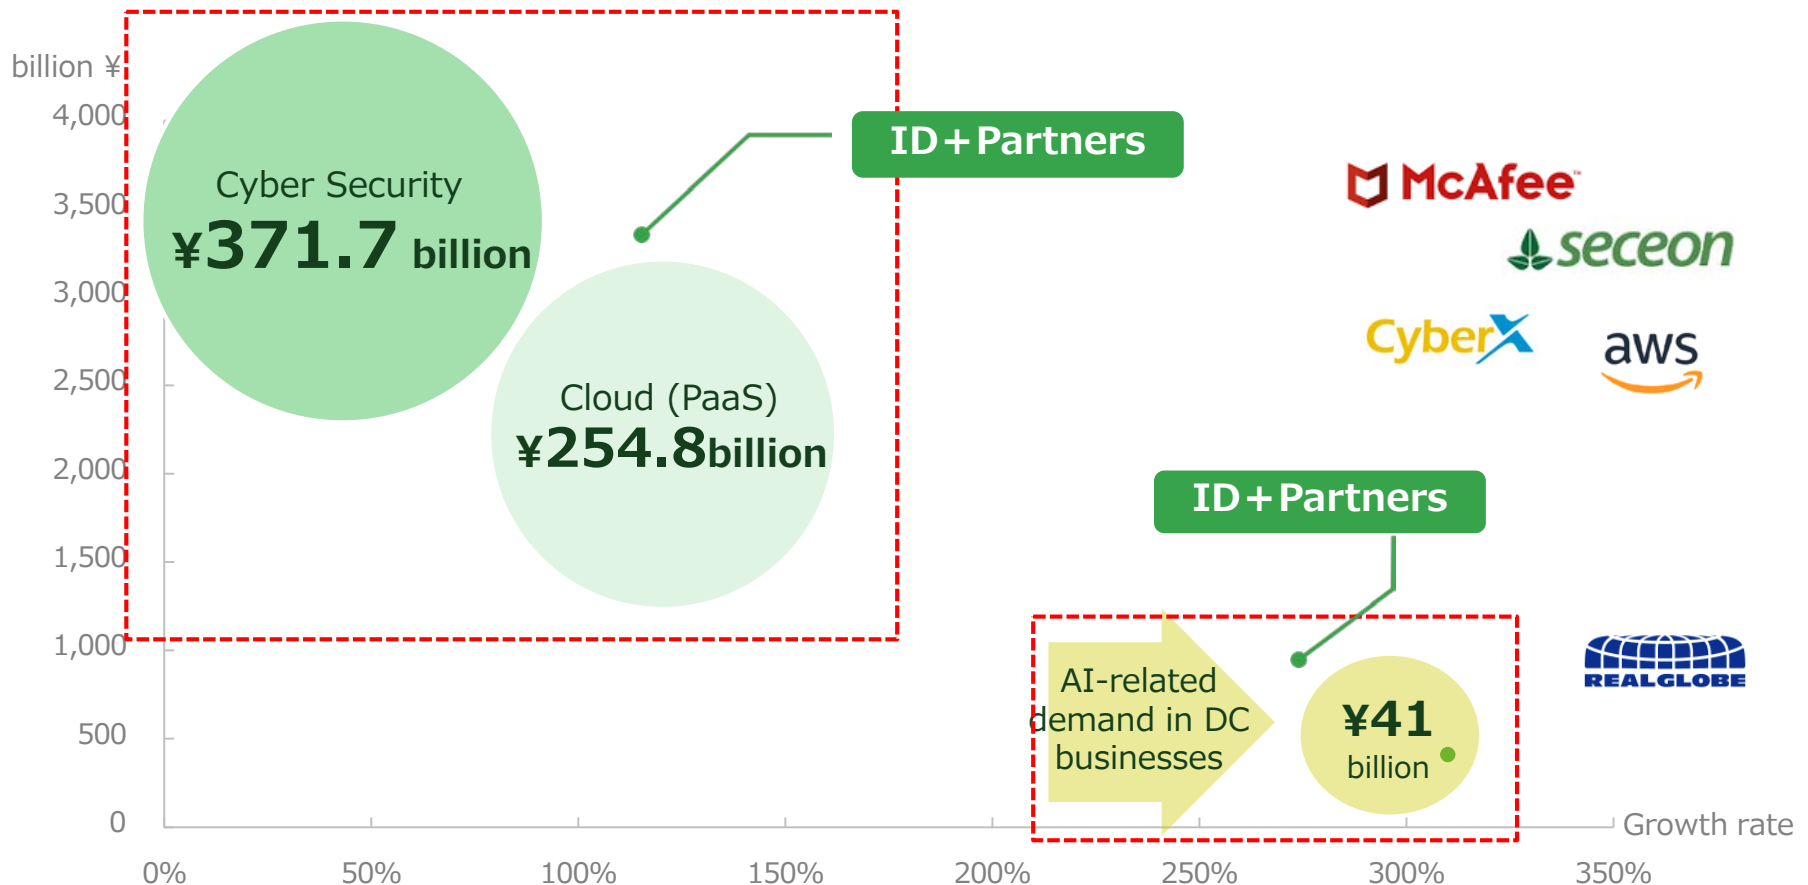 billion ¥
4,000
3,500
3,000
2,500
2,000
1,500
1,000
500
0
0%
50%
100%
150%
200%
250%
300%
350%
Growth rate
Cyber Security
¥371.7 billion
Cloud (PaaS)
¥254.8billion
ID+Partners
McAfee™
seceon
CyberX
aws
ID+Partners
AI-related
demand in DC
businesses
¥41
billion
REALGLOBE